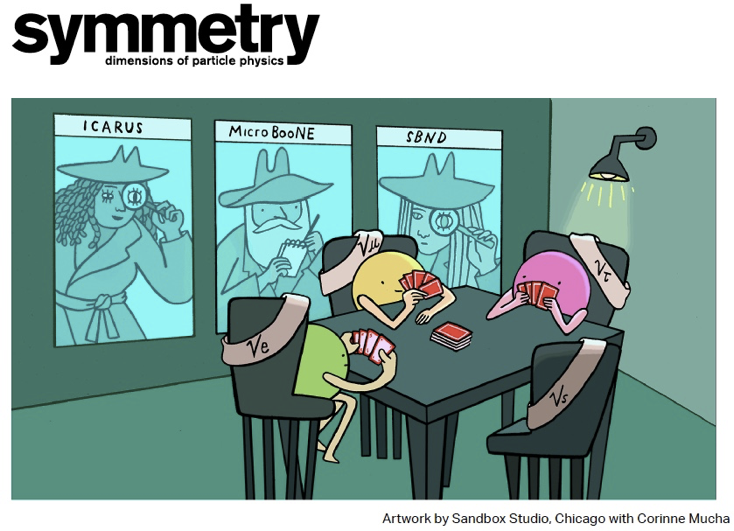 symmetry
dimensions of particle physics
ICARUS
MicroBooNE
SBND
νμ
ντ
νe
νs
Artwork by Sandbox Studio, Chicago with Corinne Mucha